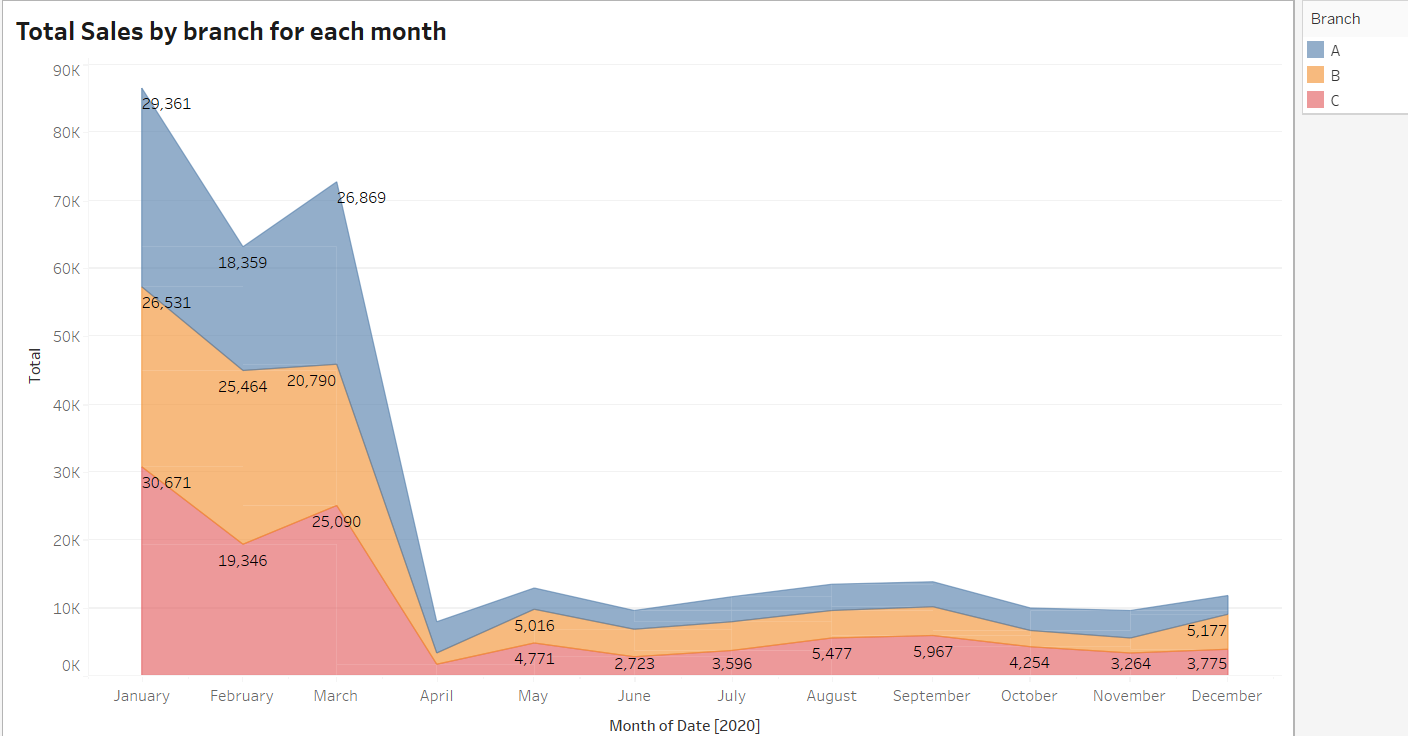 Total Sales by branch for each month
Branch
A
B
C
90K
80K
70K
60K
50K
40K
30K
20K
10K
0K
Total
29,361
26,869
18,359
26,531
25,464
20,790
30,671
25,090
19,346
5,016
5,177
4,771
2,723
3,596
5,477
5,967
4,254
3,264
3,775
January February March April May June July August September October November December
Month of Date [2020]